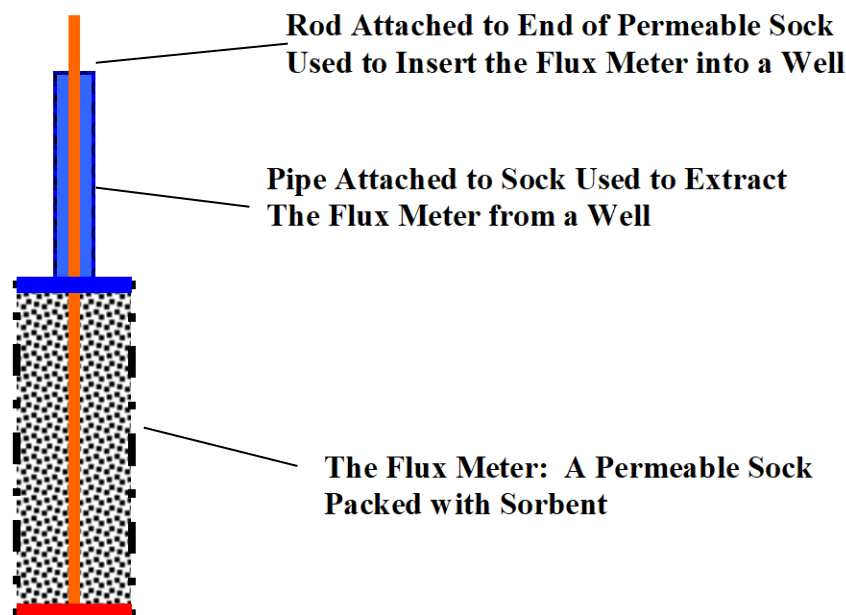 Rod Attached to End of Permeable Sock
Used to Insert the Flux Meter into a Well
Pipe Attached to Sock Used to Extract
The Flux Meter from a Well
The Flux Meter:  A Permeable Sock
Packed with Sorbent